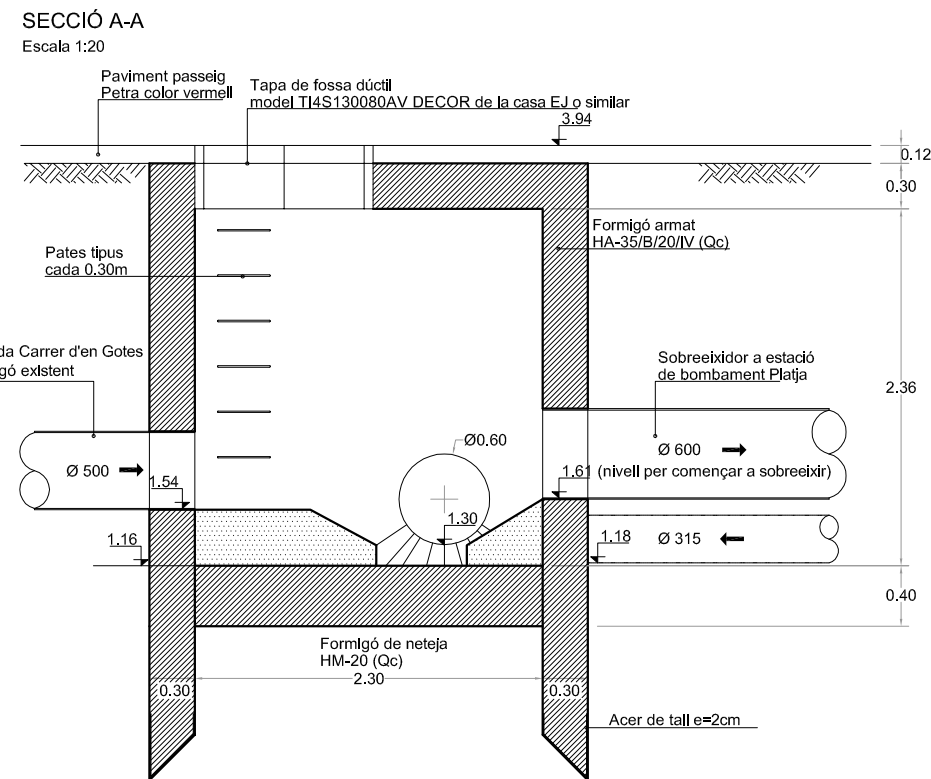 SECCIÓ A-A
Escala 1:20
Paviment passeig
Petra color vermell
Tapa de fossa dúctil
model TI4S130080AV DECOR de la casa EJ o similar
3.94
0.12
0.30
Formigó armat
HA-35/B/20/IV (Qc)
Pates tipus
cada 0.30m
da Carrer d'en Gotes
gó existent
Sobreeixidor a estació
de bombament Platja
2.36
Ø0.60
Ø 500
Ø 600
1.54
1.61 (nivell per començar a sobreeixir)
1.30
1.16
1.18
Ø 315
0.40
Formigó de neteja
HM-20 (Qc)
2.30
0.30
0.30
Acer de tall e=2cm